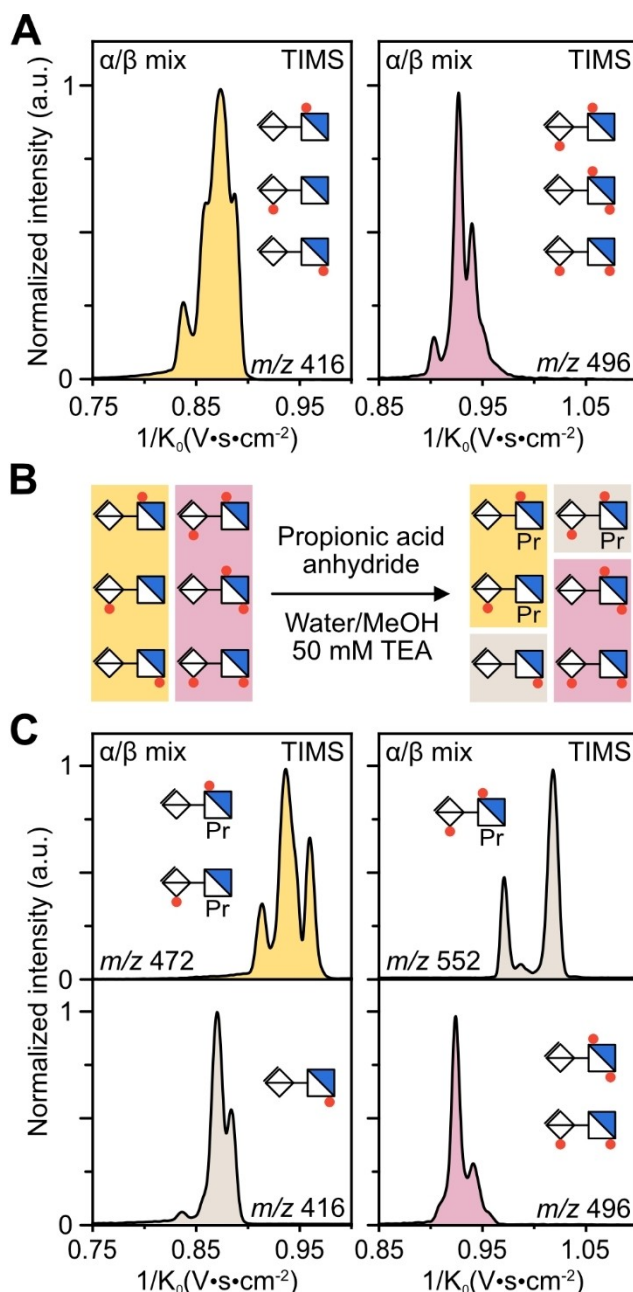 A
α/β mix
TIMS
α/β mix
TIMS
Normalized intensity (a.u.)
1
0
m/z 416
m/z 496
0.75
0.85
0.95
0.85
0.95
1.05
1/K0(V•s•cm-2)
1/K0(V•s•cm-2)
B
Propionic acid
anhydride
Water/MeOH
50 mM TEA
Pr
Pr
Pr
C
α/β mix
TIMS
α/β mix
TIMS
Normalized intensity (a.u.)
1
Pr
Pr
Pr
m/z 472
m/z 552
0
1
m/z 416
m/z 496
0
0.75
0.85
0.95
0.85
0.95
1.05
1/K0(V•s•cm-2)
1/K0(V•s•cm-2)